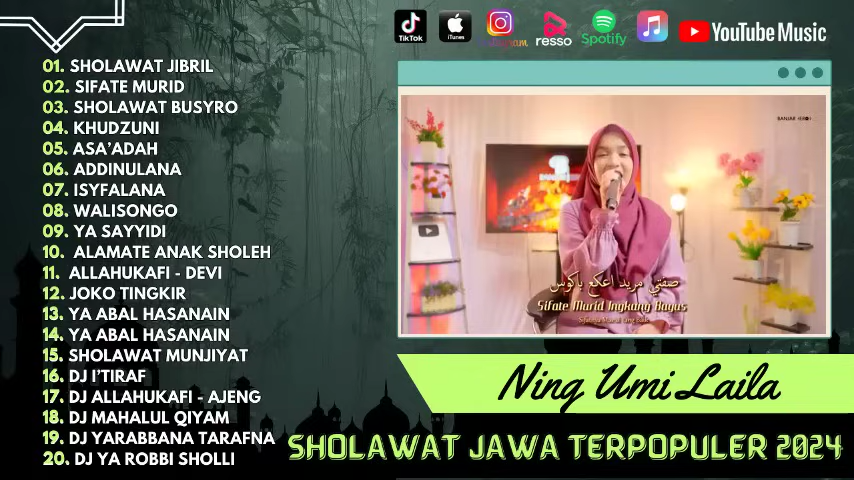 01. SHOLAWAT JIBRIL
02. SIFATE MURID
03. SHOLAWAT BUSYRO
04. KHUDZUNI
05. ASA'ADAH
06. ADDINULANA
07. ISYFALANA
08. WALISONGO
09. YA SAYYIDI
10. ALAMATE ANAK SHOLEH
11. ALLAHUKAFI - DEVI
12. JOKO TINGKIR
13. YA ABAL HASANAIN
14. YA ABAL HASANAIN
15. SHOLAWAT MUNJIYAT
16. DJ I'TIRAF
17. DJ ALLAHUKAFI - AJENG
18. DJ MAHALUL QIYAM
19. DJ YARABBANA TARAFNA
20. DJ YA ROBBI SHOLLI
TikTok
iTunes
Instagram
resso
Spotify
YouTube Music
صفتي مريد اعكع باكوس
Sifate Murid Ingkang Bagus
Ning Umi Laila
SHOLAWAT JAWA TERPOPULER 2024